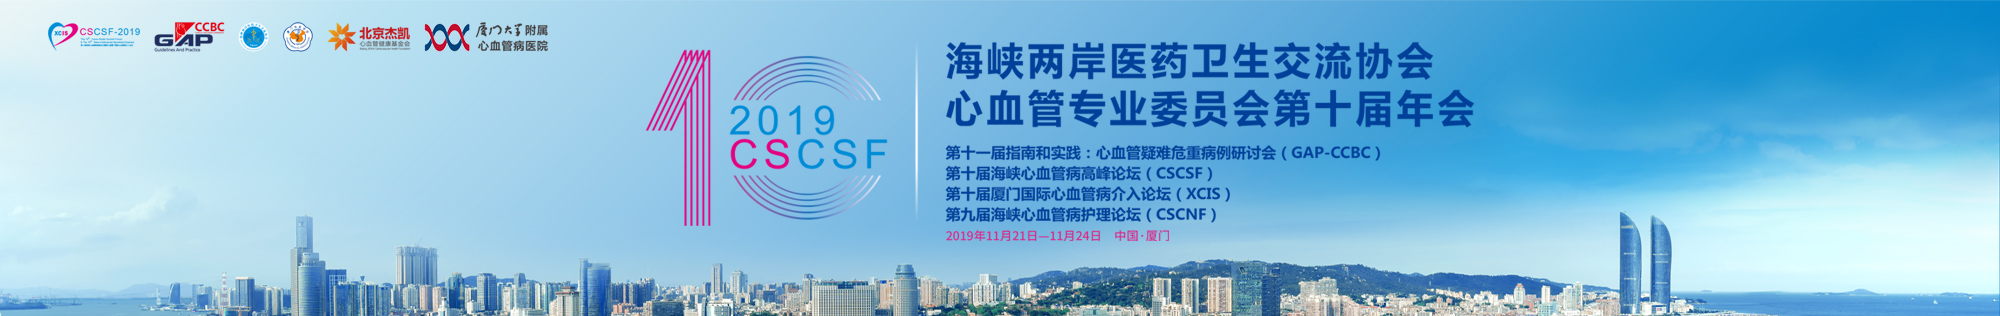 XCIS
CSCSF-2019
CCBC
GAP
Guidelines And Practice
北京杰凯
心血管健康基金会
厦门大学附属
心血管病医院
2019
CSCSF
海峡两岸医药卫生交流协会
心血管专业委员会第十届年会
第十一届指南和实践：心血管疑难危重病例研讨会（GAP-CCBC）
第十届海峡心血管病高峰论坛（CSCSF）
第十届厦门国际心血管病介入论坛（XCIS）
第九届海峡心血管病护理论坛（CSCNF）
2019年11月21日—11月24日 中国·厦门